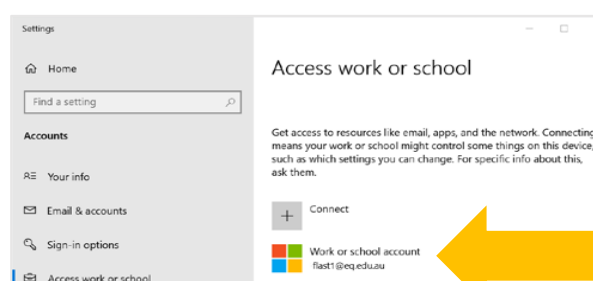 Settings
Home
Access work or school
Find a setting
Accounts
Get access to resources like email, apps, and the network. Connecting
means your work or school might control some things on this device,
such as which settings you can change. For specific info about this,
ask them.
Your info
Connect
Email & accounts
Sign-in options
Work or school account
flast1@eq.edu.au
Access work or school